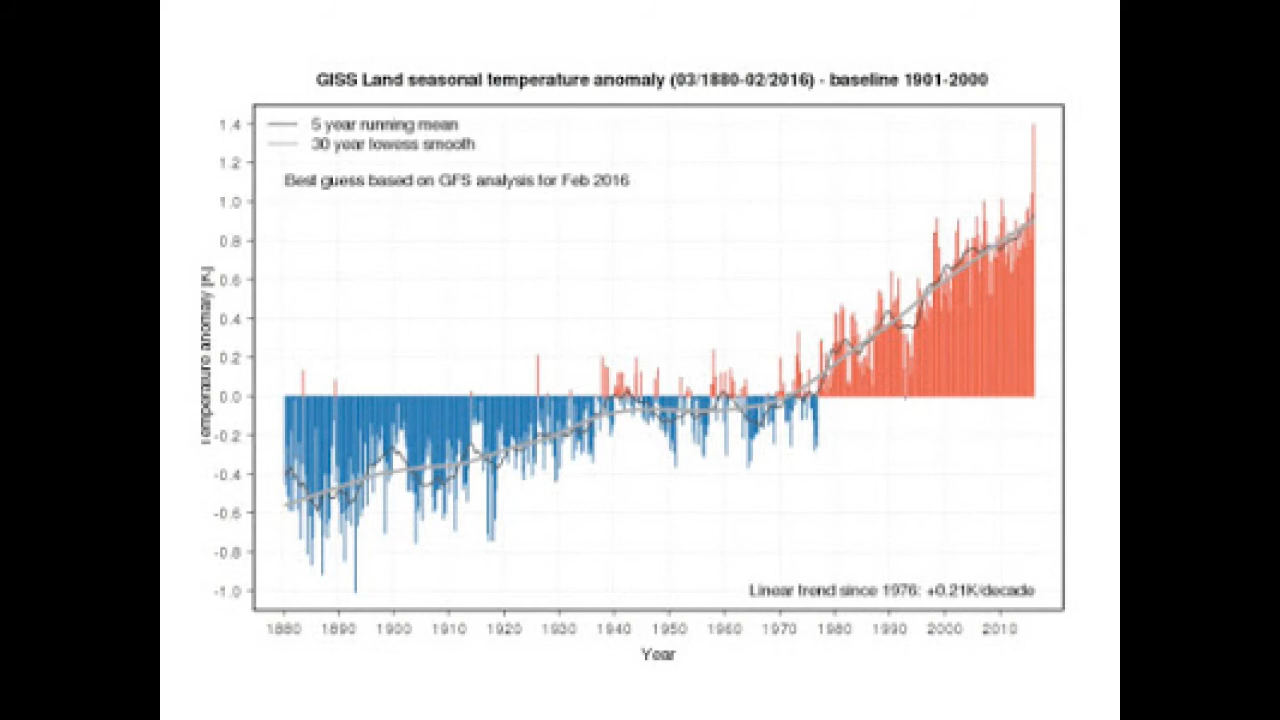 GISS Land seasonal temperature anomaly (03/1880-02/2016) - baseline 1901-2000
5 year running mean
30 year lowess smooth
Best guess based on GFS analysis for Feb 2016
1.4
1.2
1.0
0.8
0.6
0.4
0.2
0.0
-0.2
-0.4
-0.6
-0.8
-1.0
Temperature anomaly [K]
Linear trend since 1976: +0.21K/decade
1880 1890 1900 1910 1920 1930 1940 1950 1960 1970 1980 1990 2000 2010
Year